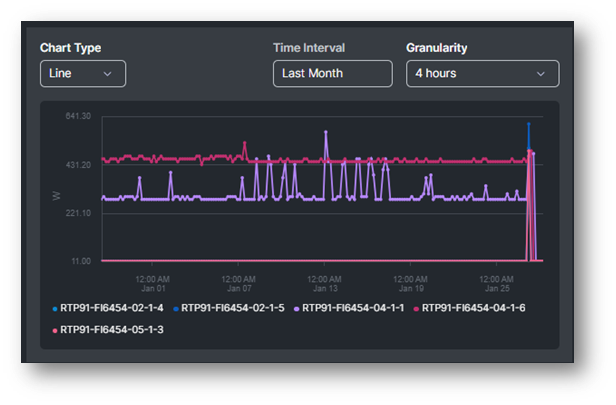 Chart Type Time Interval Granularity
Line Last Month 4 hours
641.30
431.20
W
221.10
11.00
12:00 AM 12:00 AM 12:00 AM 12:00 AM 12:00 AM
Jan 01 Jan 07 Jan 13 Jan 19 Jan 25
RTP91-FI6454-02-1-4 RTP91-FI6454-02-1-5 RTP91-FI6454-04-1-1 RTP91-FI6454-04-1-6
RTP91-FI6454-05-1-3